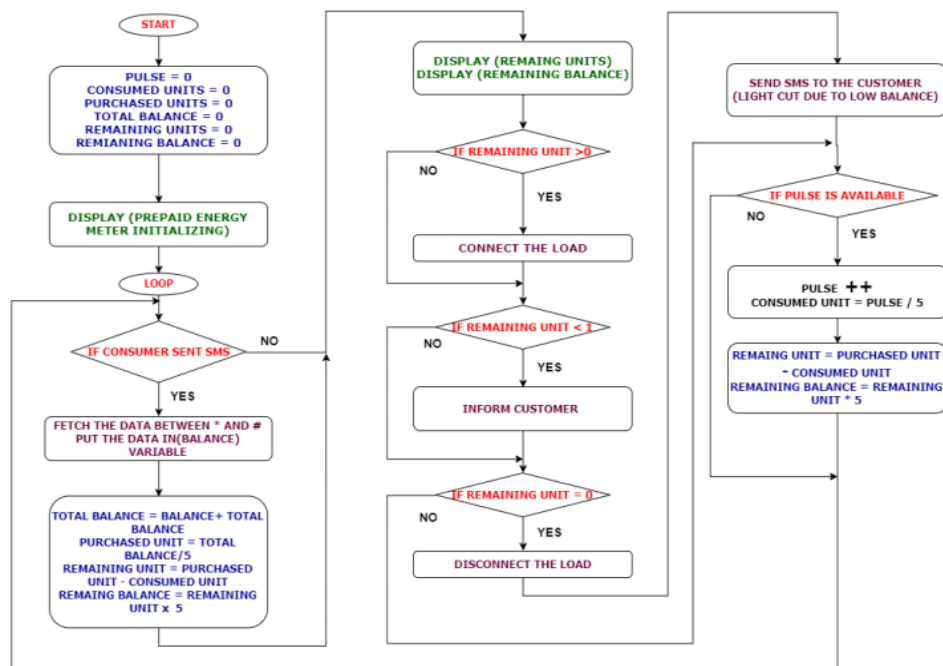 START
PULSE = 0
CONSUMED UNITS = 0
PURCHASED UNITS = 0
TOTAL BALANCE = 0
REMAINING UNITS = 0
REMIANING BALANCE = 0
DISPLAY (PREPAID ENERGY
METER INITIALIZING)
LOOP
IF CONSUMER SENT SMS
NO
YES
FETCH THE DATA BETWEEN * AND #
PUT THE DATA IN(BALANCE)
VARIABLE
TOTAL BALANCE = BALANCE+ TOTAL
BALANCE
PURCHASED UNIT = TOTAL
BALANCE/5
REMAINING UNIT = PURCHASED
UNIT - CONSUMED UNIT
REMAING BALANCE = REMAINING
UNIT x 5
DISPLAY (REMAING UNITS)
DISPLAY (REMAINING BALANCE)
IF REMAINING UNIT >0
NO
YES
CONNECT THE LOAD
IF REMAINING UNIT < 1
NO
YES
INFORM CUSTOMER
IF REMAINING UNIT = 0
NO
YES
DISCONNECT THE LOAD
SEND SMS TO THE CUSTOMER
(LIGHT CUT DUE TO LOW BALANCE)
IF PULSE IS AVAILABLE
NO
YES
PULSE ++
CONSUMED UNIT = PULSE / 5
REMAING UNIT = PURCHASED UNIT
- CONSUMED UNIT
REMAINING BALANCE = REMAINING
UNIT * 5